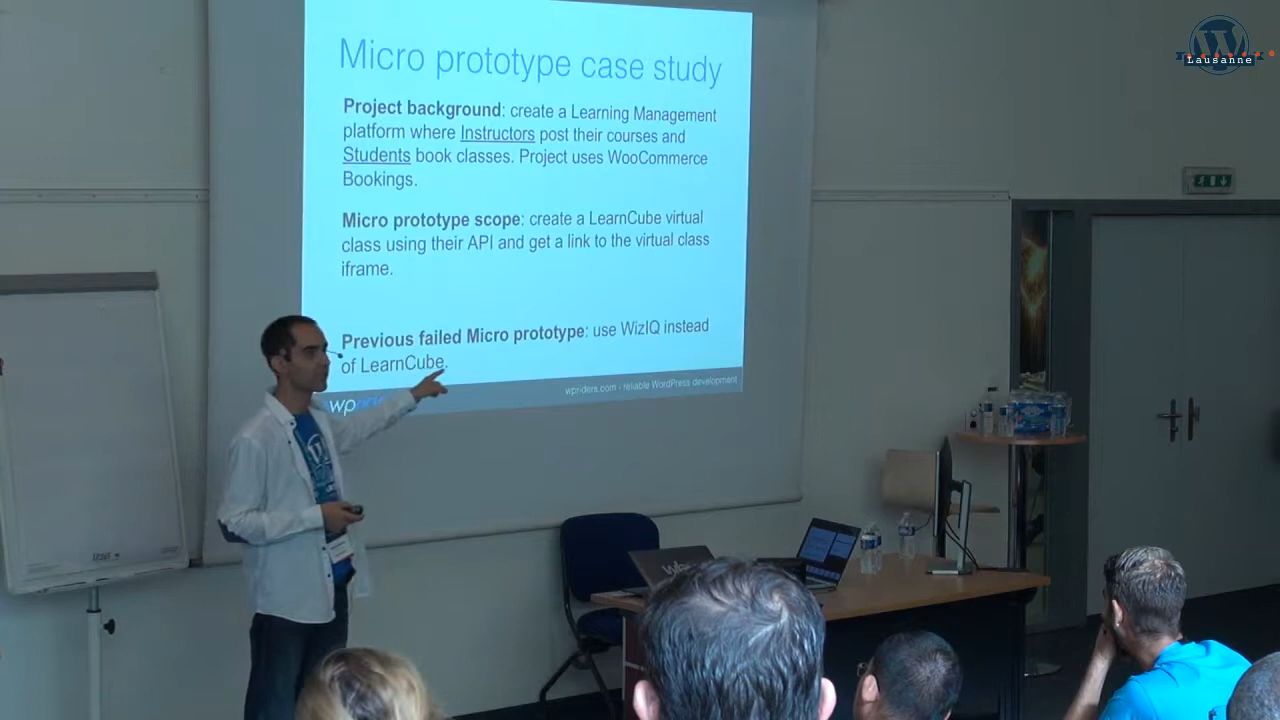 Micro prototype case study
Project background: create a Learning Management
platform where Instructors post their courses and
Students book classes. Project uses WooCommerce
Bookings.
Micro prototype scope: create a LearnCube virtual
class using their API and get a link to the virtual class
iframe.
Previous failed Micro prototype: use WizIQ instead
of LearnCube.
wpriders.com - reliable WordPress development
wp
Lausanne